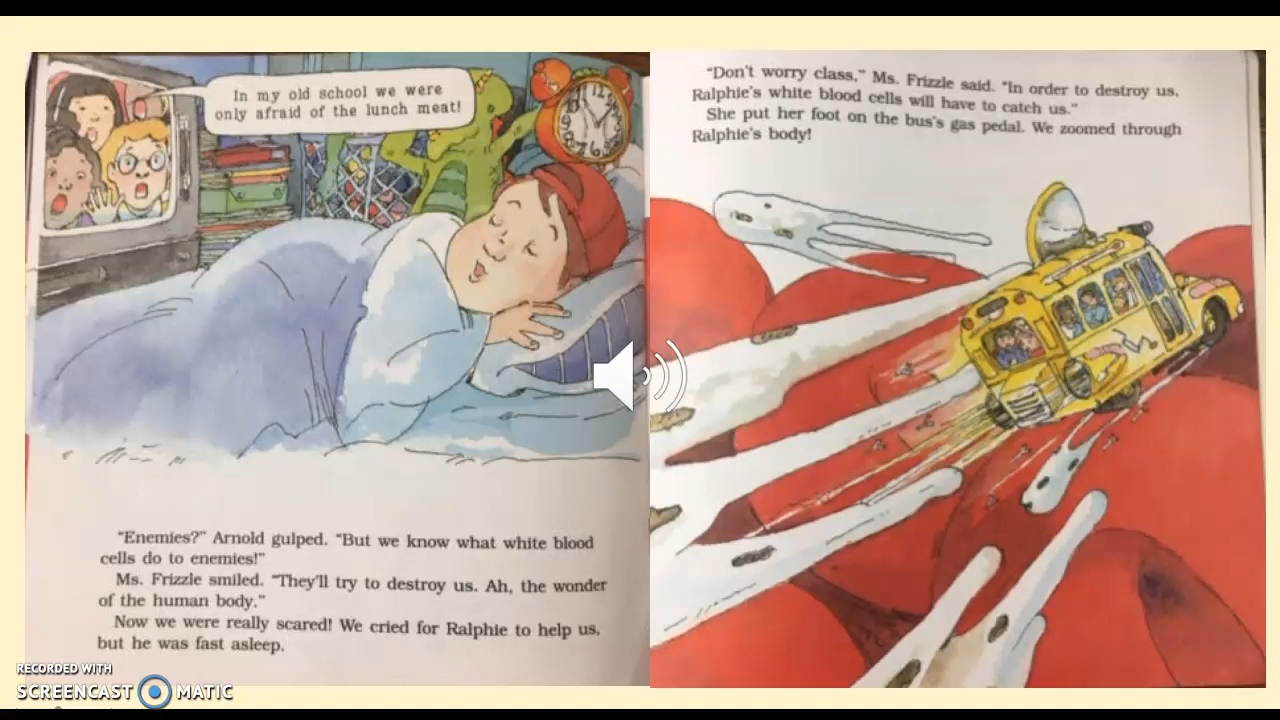 In my old school we were
only afraid of the lunch meat!
"Enemies?" Arnold gulped. "But we know what white blood
cells do to enemies!"
Ms. Frizzle smiled. "They'll try to destroy us. Ah, the wonder
of the human body."
Now we were really scared! We cried for Ralphie to help us,
but he was fast asleep.
"Don't worry class," Ms. Frizzle said. "In order to destroy us,
Ralphie's white blood cells will have to catch us."
She put her foot on the bus's gas pedal. We zoomed through
Ralphie's body!
RECORDED WITH
SCREENCAST MATIC